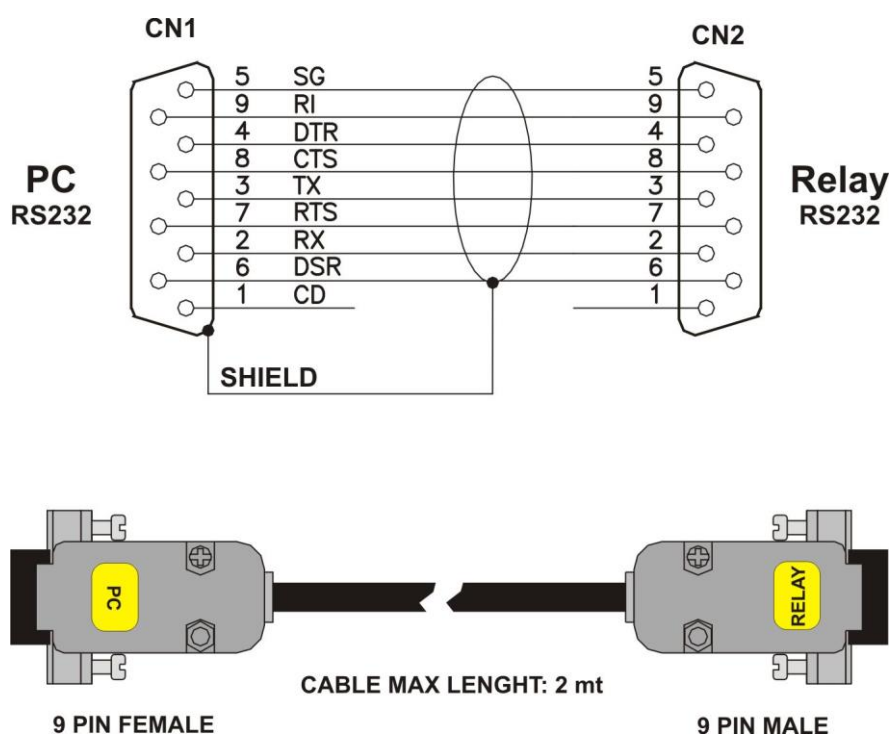 CN1
CN2
5 SG 5
9 RI 9
4 DTR 4
8 CTS 8
3 TX 3
7 RTS 7
2 RX 2
6 DSR 6
1 CD 1
PC
RS232
Relay
RS232
SHIELD
PC
RELAY
CABLE MAX LENGHT: 2 mt
9 PIN FEMALE
9 PIN MALE